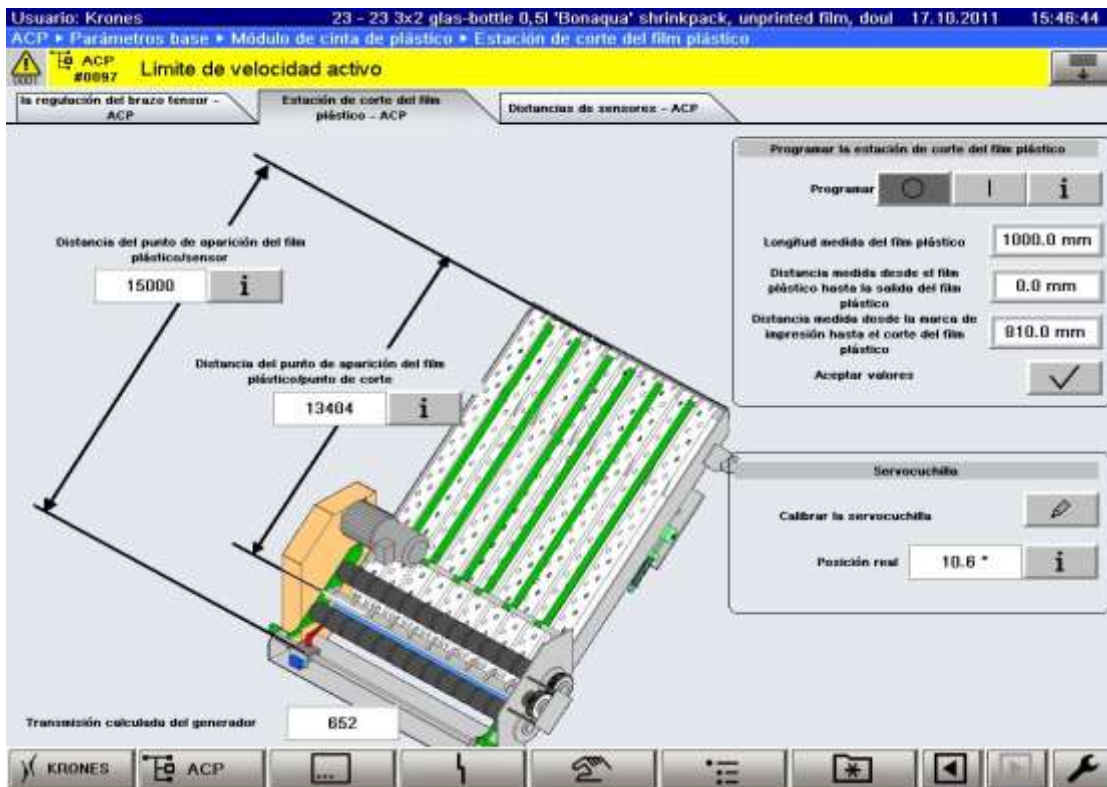 Usuario: Krones 23 - 23 3x2 glas-bottle 0,5l 'Bonaqua' shrinkpack, unprinted film, doul 17.10.2011 15:46:44
ACP ▸ Parámetros base ▸ Módulo de cinta de plástico ▸ Estación de corte del film plástico
0001
ACP
#0097
Limite de velocidad activo
la regulación del brazo tensor -
ACP
Estación de corte del film
plástico - ACP
Distancias de sensores - ACP
Programar la estación de corte del film plástico
Programar
i
Distancia del punto de aparición del film
plástico/sensor
15000
i
Longitud medida del film plástico
1000.0 mm
Distancia medida desde el film
plástico hasta la salida del film
plástico
0.0 mm
Distancia medida desde la marca de
impresión hasta el corte del film
plástico
810.0 mm
Aceptar valores
Distancia del punto de aparición del film
plástico/punto de corte
13404
i
Servocuchilla
Calibrar la servocuchilla
Posición real
10.6 °
i
Transmisión calculada del generador
652
KRONES
ACP